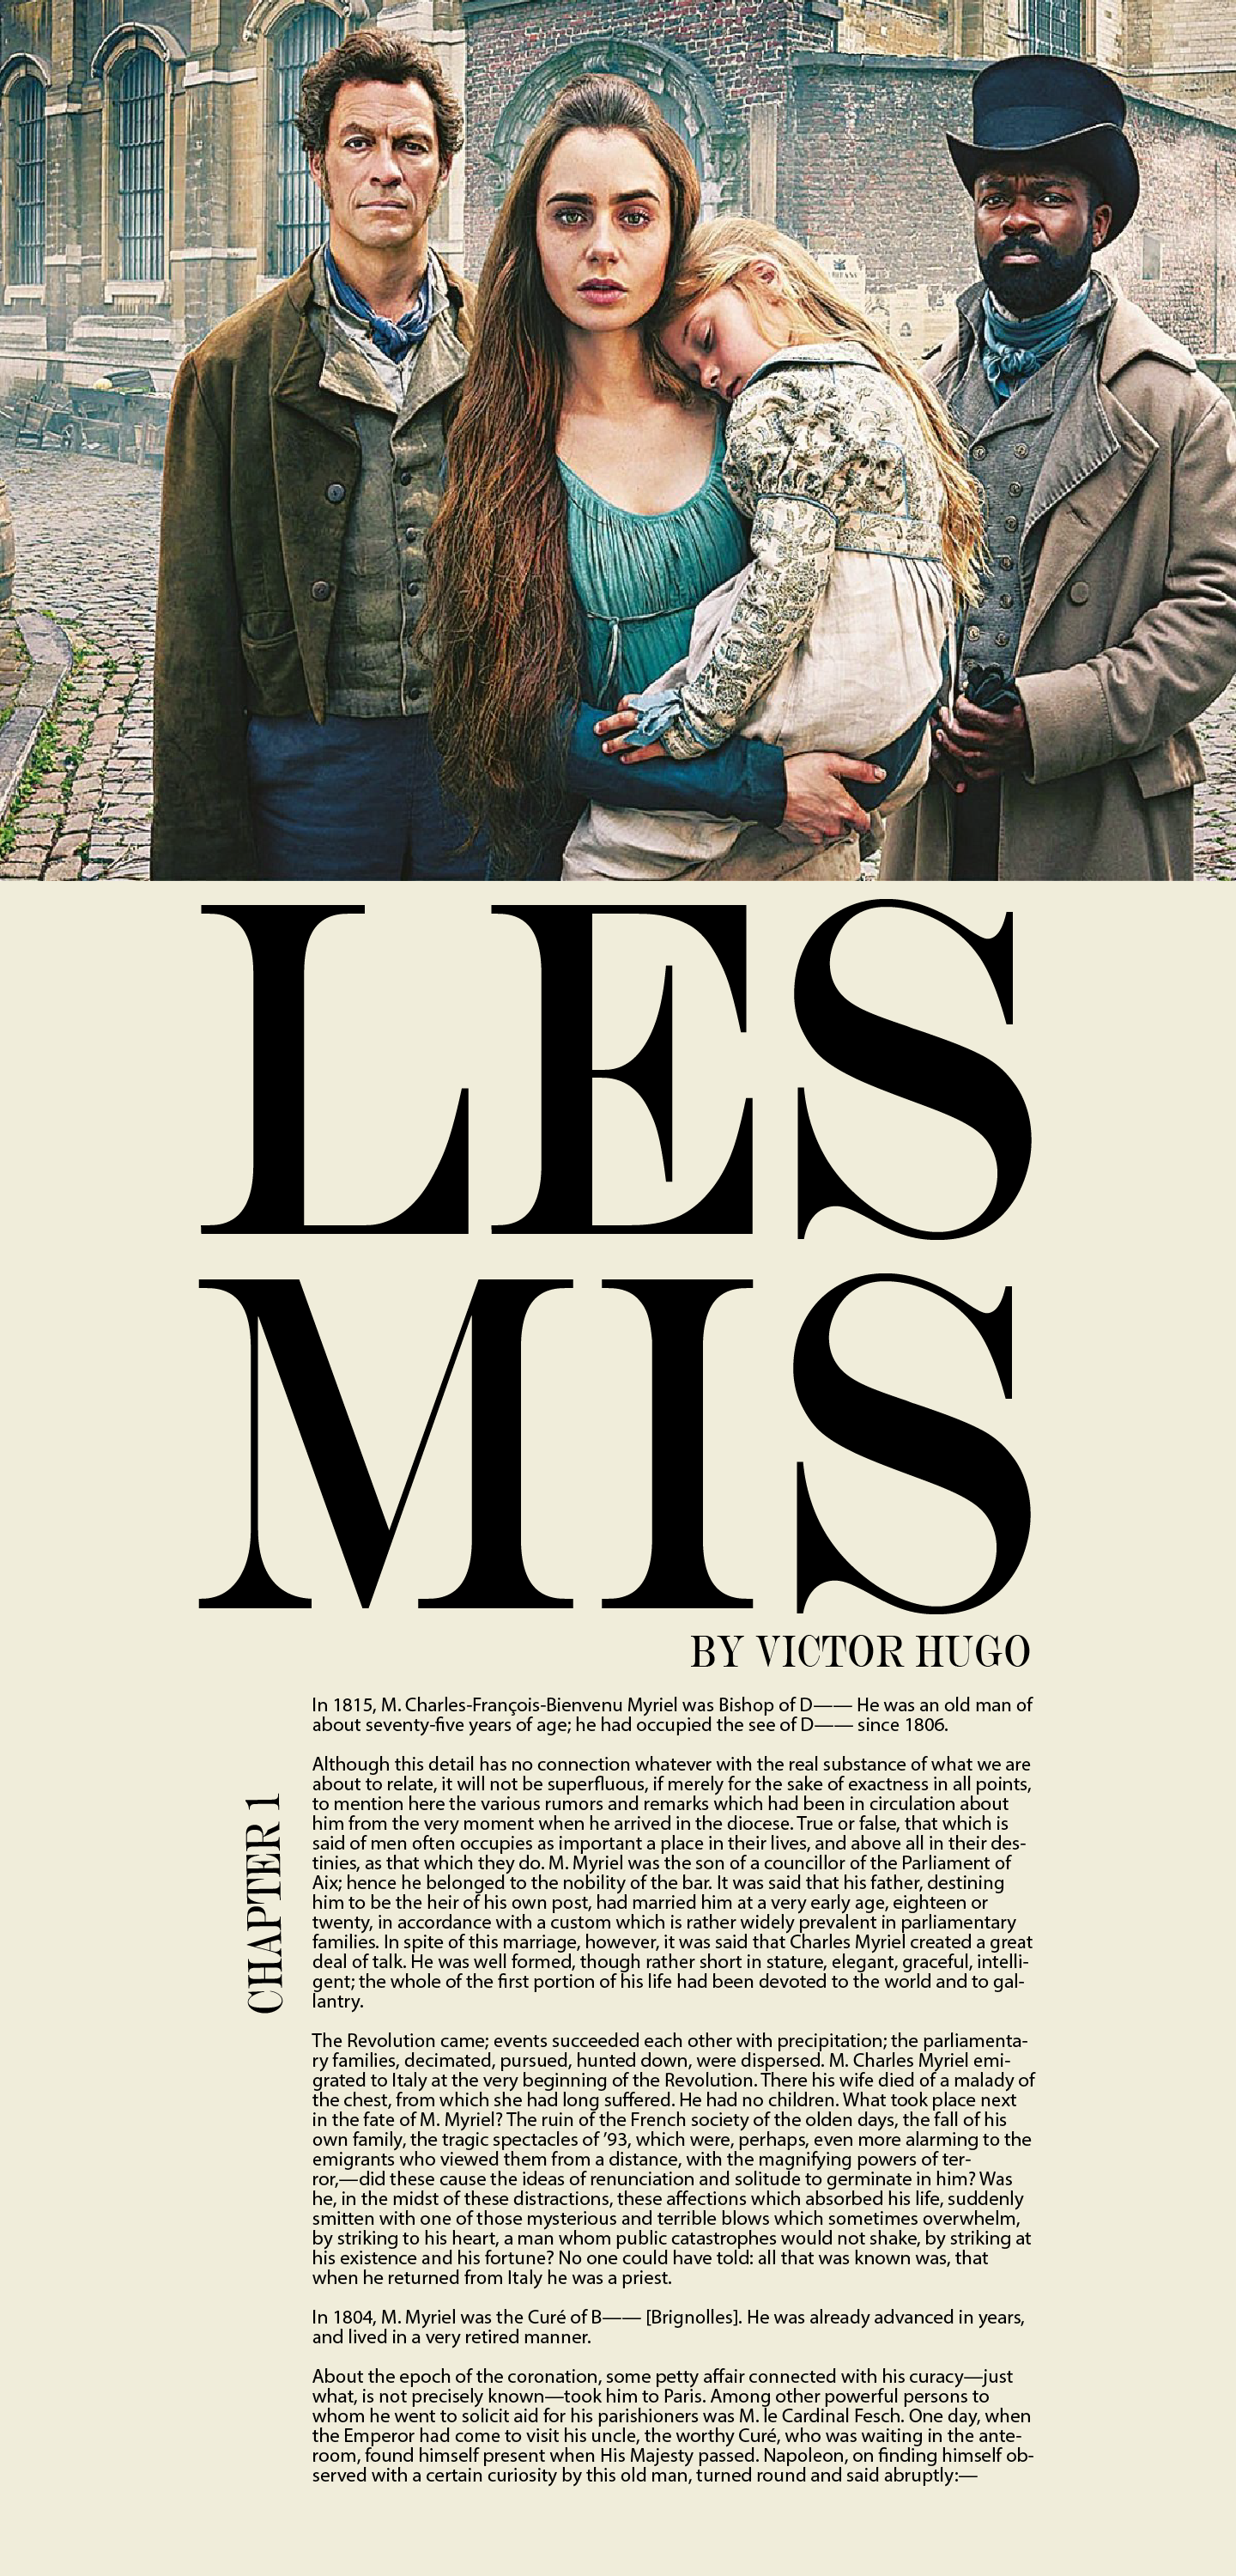 LES
MIS
BY VICTOR HUGO
CHAPTER 1
In 1815, M. Charles-François-Bienvenu Myriel was Bishop of D—— He was an old man of
about seventy-five years of age; he had occupied the see of D—— since 1806.
Although this detail has no connection whatever with the real substance of what we are
about to relate, it will not be superfluous, if merely for the sake of exactness in all points,
to mention here the various rumors and remarks which had been in circulation about
him from the very moment when he arrived in the diocese. True or false, that which is
said of men often occupies as important a place in their lives, and above all in their des-
tinies, as that which they do. M. Myriel was the son of a councillor of the Parliament of
Aix; hence he belonged to the nobility of the bar. It was said that his father, destining
him to be the heir of his own post, had married him at a very early age, eighteen or
twenty, in accordance with a custom which is rather widely prevalent in parliamentary
families. In spite of this marriage, however, it was said that Charles Myriel created a great
deal of talk. He was well formed, though rather short in stature, elegant, graceful, intelli-
gent; the whole of the first portion of his life had been devoted to the world and to gal-
lantry.
The Revolution came; events succeeded each other with precipitation; the parliamenta-
ry families, decimated, pursued, hunted down, were dispersed. M. Charles Myriel emi-
grated to Italy at the very beginning of the Revolution. There his wife died of a malady of
the chest, from which she had long suffered. He had no children. What took place next
in the fate of M. Myriel? The ruin of the French society of the olden days, the fall of his
own family, the tragic spectacles of ’93, which were, perhaps, even more alarming to the
emigrants who viewed them from a distance, with the magnifying powers of ter-
ror,—did these cause the ideas of renunciation and solitude to germinate in him? Was
he, in the midst of these distractions, these affections which absorbed his life, suddenly
smitten with one of those mysterious and terrible blows which sometimes overwhelm,
by striking to his heart, a man whom public catastrophes would not shake, by striking at
his existence and his fortune? No one could have told: all that was known was, that
when he returned from Italy he was a priest.
In 1804, M. Myriel was the Curé of B—— [Brignolles]. He was already advanced in years,
and lived in a very retired manner.
About the epoch of the coronation, some petty affair connected with his curacy—just
what, is not precisely known—took him to Paris. Among other powerful persons to
whom he went to solicit aid for his parishioners was M. le Cardinal Fesch. One day, when
the Emperor had come to visit his uncle, the worthy Curé, who was waiting in the ante-
room, found himself present when His Majesty passed. Napoleon, on finding himself ob-
served with a certain curiosity by this old man, turned round and said abruptly:—